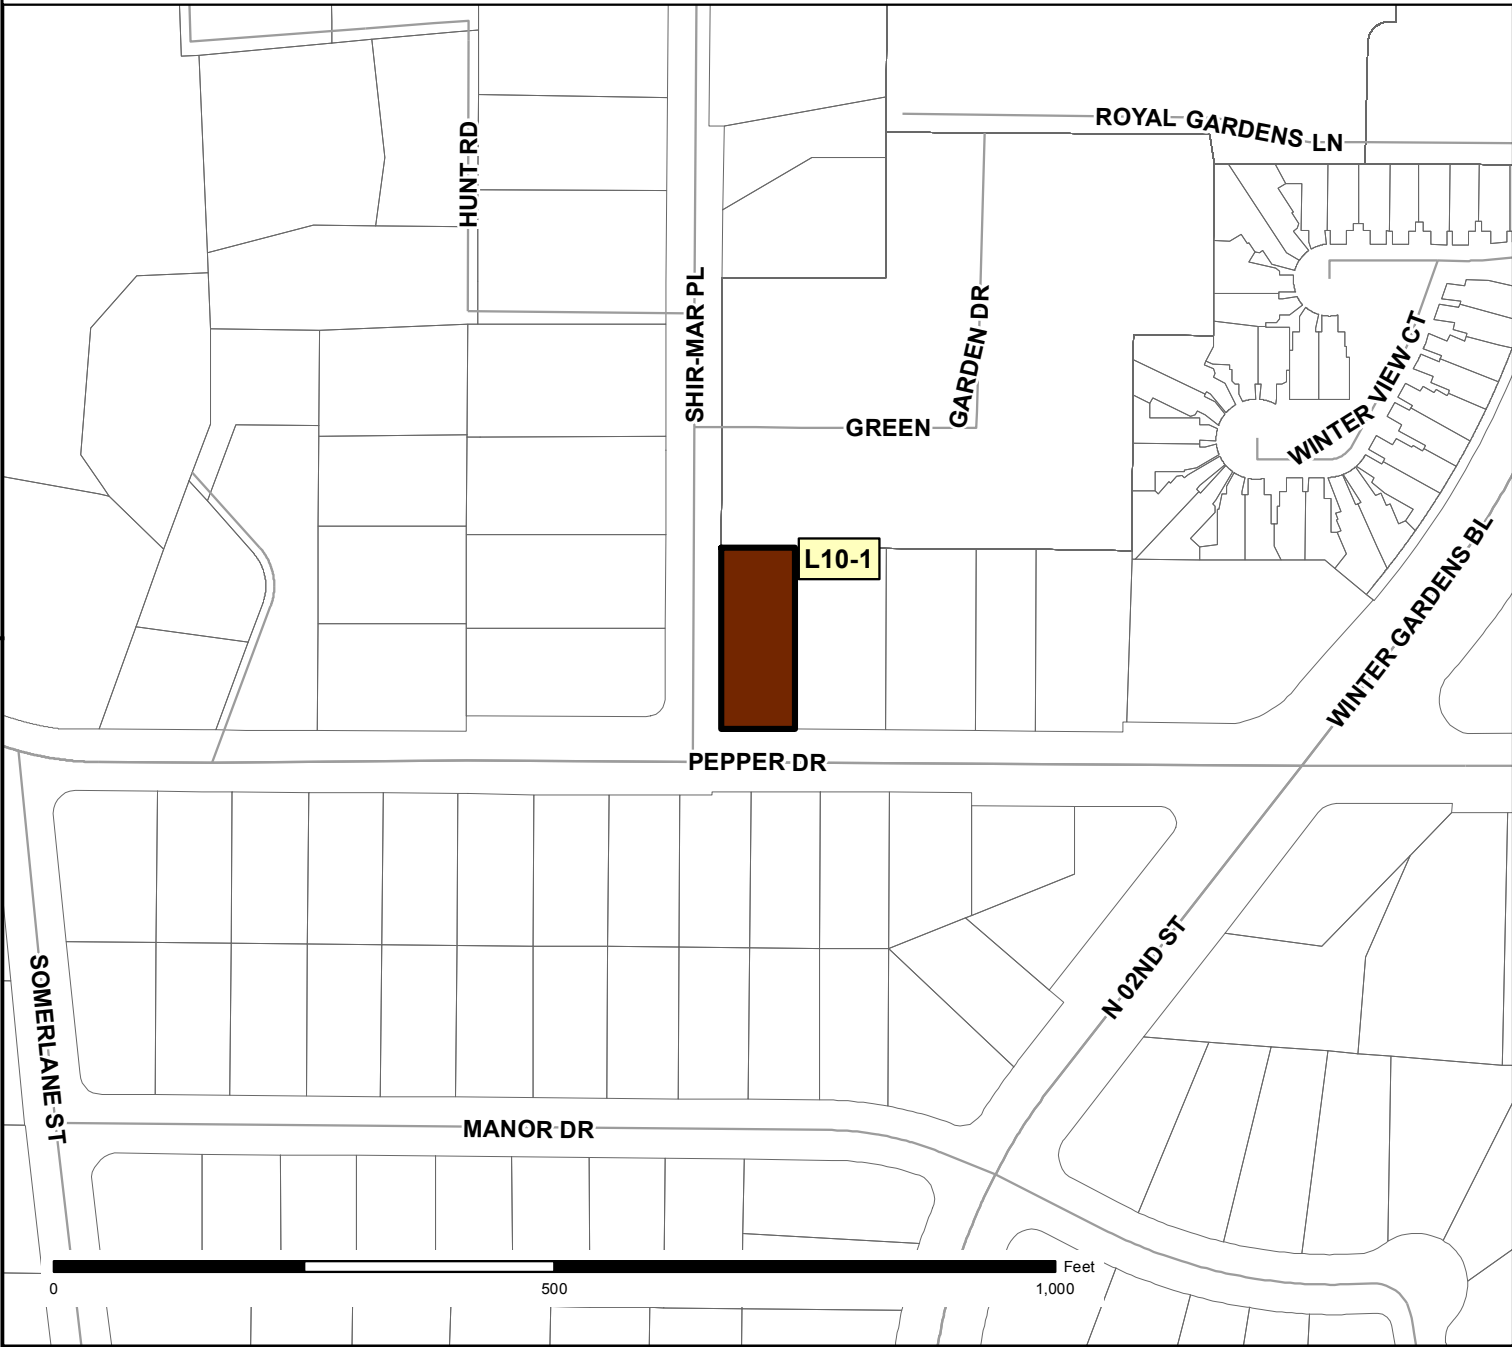 ROYAL GARDENS LN
HUNT RD
SHIR-MAR PL
GARDEN DR
GREEN
WINTER VIEW CT
L10-1
WINTER GARDENS BL
PEPPER DR
N 02ND ST
SOMERLANE ST
MANOR DR
Feet
0 500 1,000